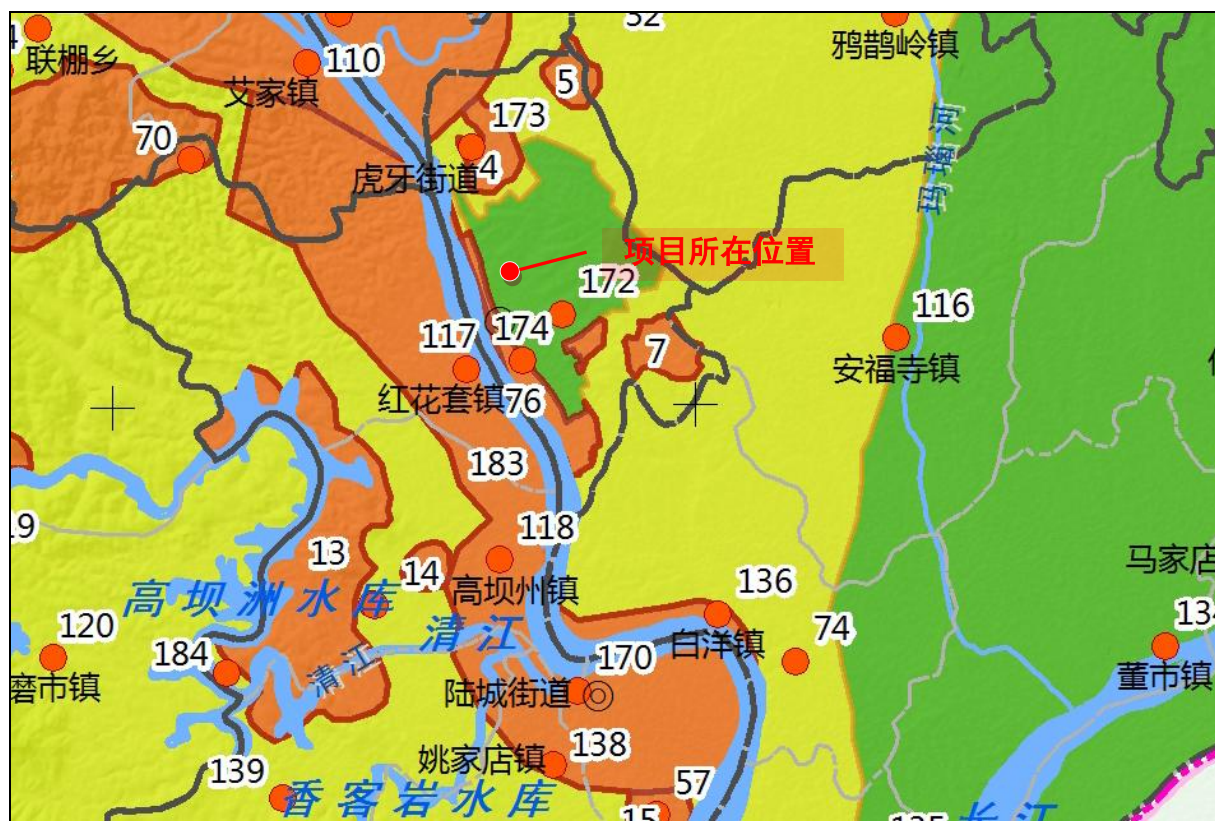 52
鸦鹊岭镇
联棚乡
110
艾家镇
5
173
70
4
虎牙街道
玛瑙河
项目所在位置
172
116
117
174
7
安福寺镇
红花套镇
76
183
118
13
14
马家店
高坝洲水库
高坝州镇
136
清江
120
74
134
184
清江
170
白洋镇
磨市镇
陆城街道
董市镇
姚家店镇
138
139
57
香客岩水库
15
长江